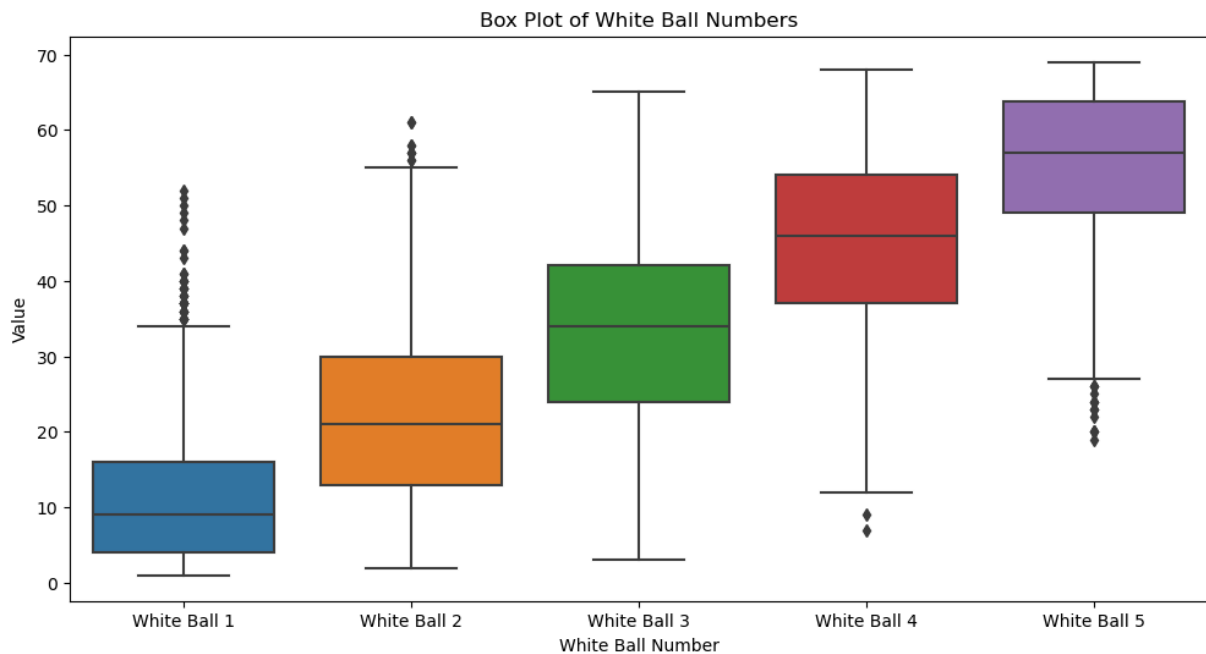 Box Plot of White Ball Numbers
70
60
50
40
30
20
10
0
Value
White Ball 1 White Ball 2 White Ball 3 White Ball 4 White Ball 5
White Ball Number